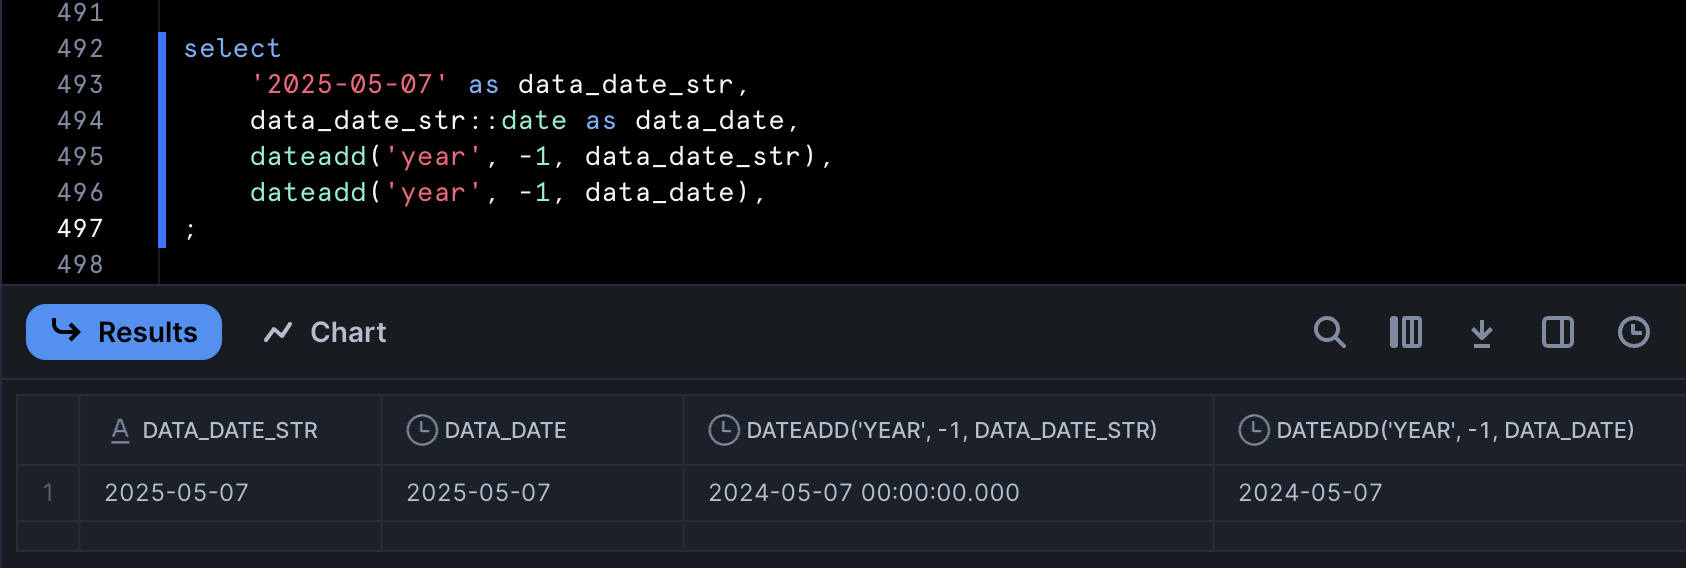 491
492 select
493 '2025-05-07' as data_date_str,
494 data_date_str::date as data_date,
495 dateadd('year', -1, data_date_str),
496 dateadd('year', -1, data_date),
497 ;
498
Results Chart
A DATA_DATE_STR DATA_DATE DATEADD('YEAR', -1, DATA_DATE_STR) DATEADD('YEAR', -1, DATA_DATE)
1 2025-05-07 2025-05-07 2024-05-07 00:00:00.000 2024-05-07